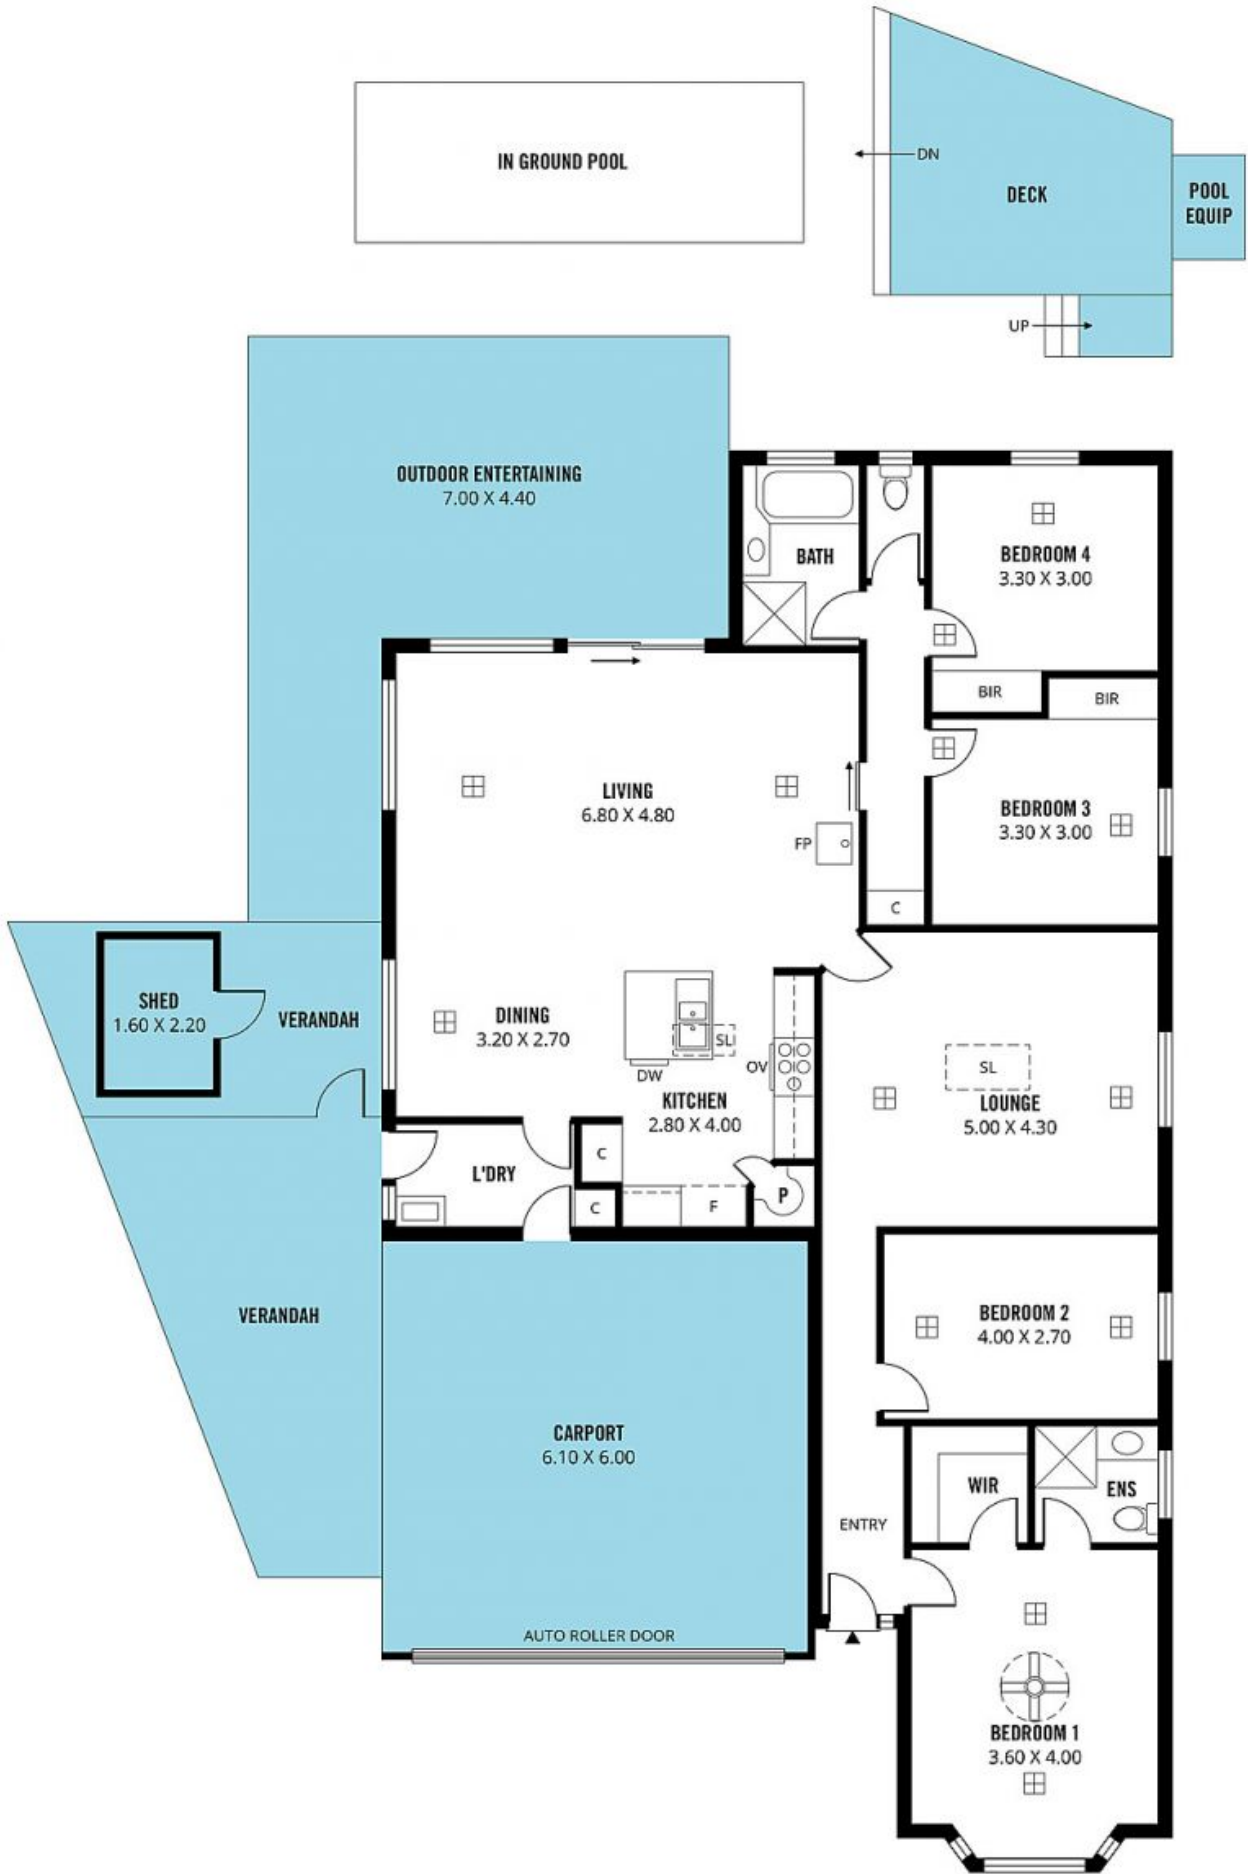 IN GROUND POOL
DN
DECK
POOL
EQUIP
UP
OUTDOOR ENTERTAINING
7.00 X 4.40
BATH
BEDROOM 4
3.30 X 3.00
BIR
BIR
LIVING
6.80 X 4.80
FP
BEDROOM 3
3.30 X 3.00
C
SHED
1.60 X 2.20
VERANDAH
DINING
3.20 X 2.70
SL
DW
OV
KITCHEN
2.80 X 4.00
SL
LOUNGE
5.00 X 4.30
L'DRY
C
C
F
P
VERANDAH
BEDROOM 2
4.00 X 2.70
CARPORT
6.10 X 6.00
WIR
ENS
ENTRY
AUTO ROLLER DOOR
BEDROOM 1
3.60 X 4.00